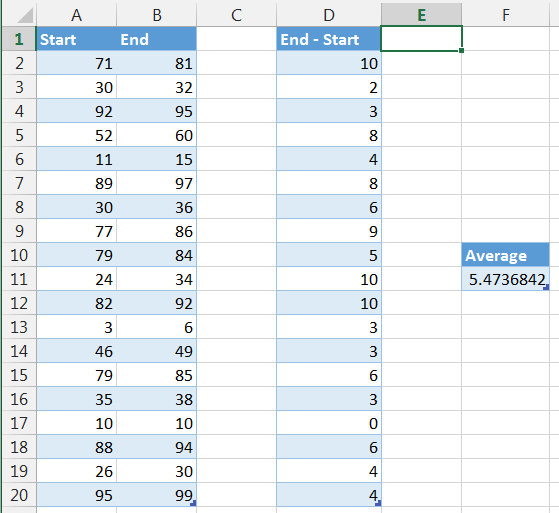 A B C D E F
1 Start End End - Start
2 71 81 10
3 30 32 2
4 92 95 3
5 52 60 8
6 11 15 4
7 89 97 8
8 30 36 6
9 77 86 9
10 79 84 5 Average
11 24 34 10 5.4736842
12 82 92 10
13 3 6 3
14 46 49 3
15 79 85 6
16 35 38 3
17 10 10 0
18 88 94 6
19 26 30 4
20 95 99 4